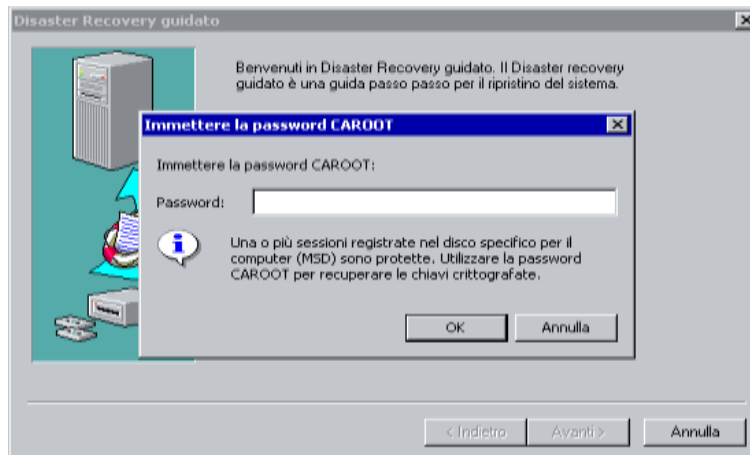 Disaster Recovery guidato
Benvenuti in Disaster Recovery guidato. Il Disaster recovery
guidato è una guida passo passo per il ripristino del sistema.
Immettere la password CAROOT
Immettere la password CAROOT:
Password:
Una o più sessioni registrate nel disco specifico per il
computer (MSD) sono protette. Utilizzare la password
CAROOT per recuperare le chiavi crittografate.
OK
Annulla
< Indietro
Avanti >
Annulla